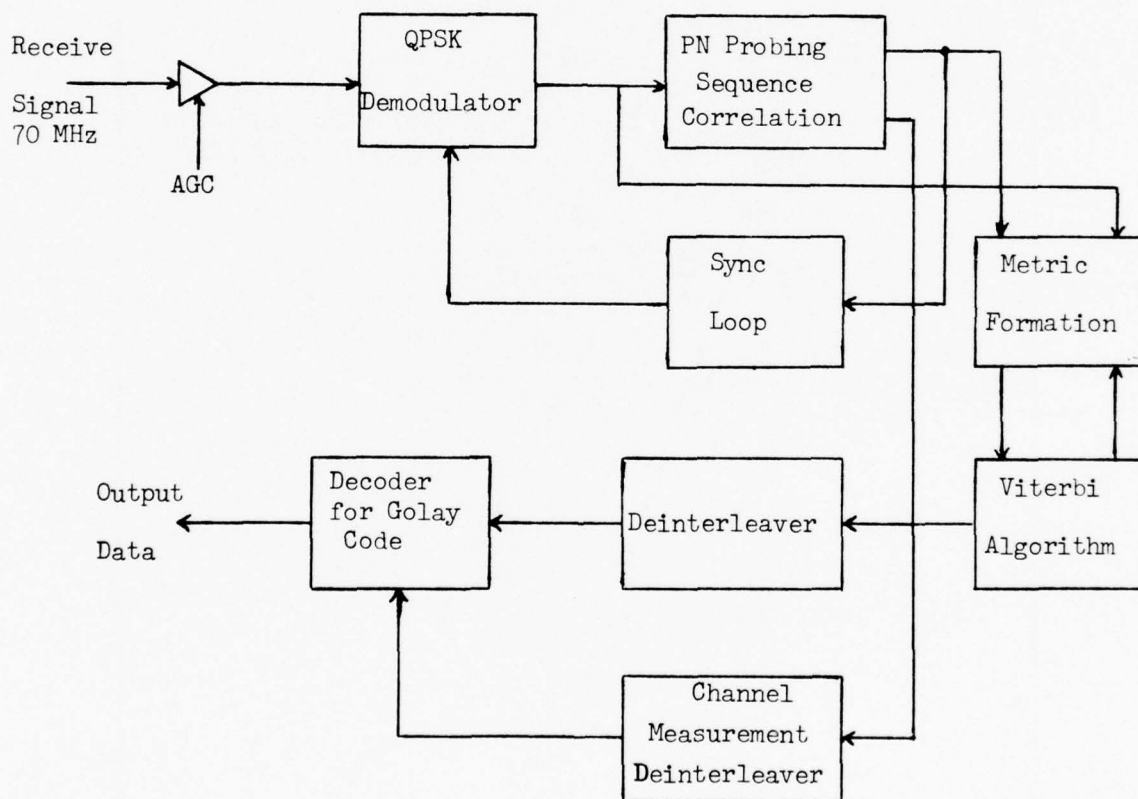 Receive
Signal
70 MHz
AGC
QPSK
Demodulator
PN Probing
Sequence
Correlation
Sync
Loop
Metric
Formation
Output
Data
Decoder
for Golay
Code
Deinterleaver
Viterbi
Algorithm
Channel
Measurement
Deinterleaver